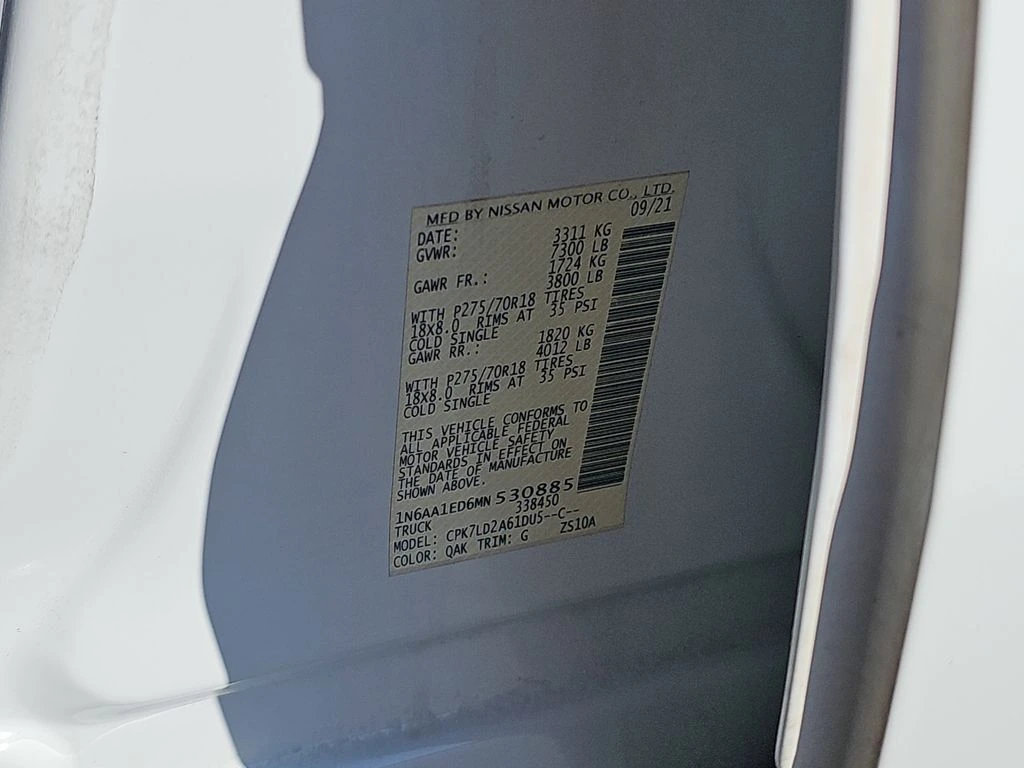 MFD BY NISSAN MOTOR CO., LTD.
DATE: 09/21
GVWR: 3311 KG
7300 LB
GAWR FR.: 1724 KG
3800 LB
WITH P275/70R18 TIRES
18X8.0 RIMS AT 35 PSI
COLD SINGLE
GAWR RR.: 1820 KG
4012 LB
WITH P275/70R18 TIRES
18X8.0 RIMS AT 35 PSI
COLD SINGLE
THIS VEHICLE CONFORMS TO
ALL APPLICABLE FEDERAL
MOTOR VEHICLE SAFETY
STANDARDS IN EFFECT ON
THE DATE OF MANUFACTURE
SHOWN ABOVE.
1N6AA1ED6MN530885
TRUCK 338450
MODEL: CPK7LD2A61DU5--C--
COLOR: QAK TRIM: G ZS10A